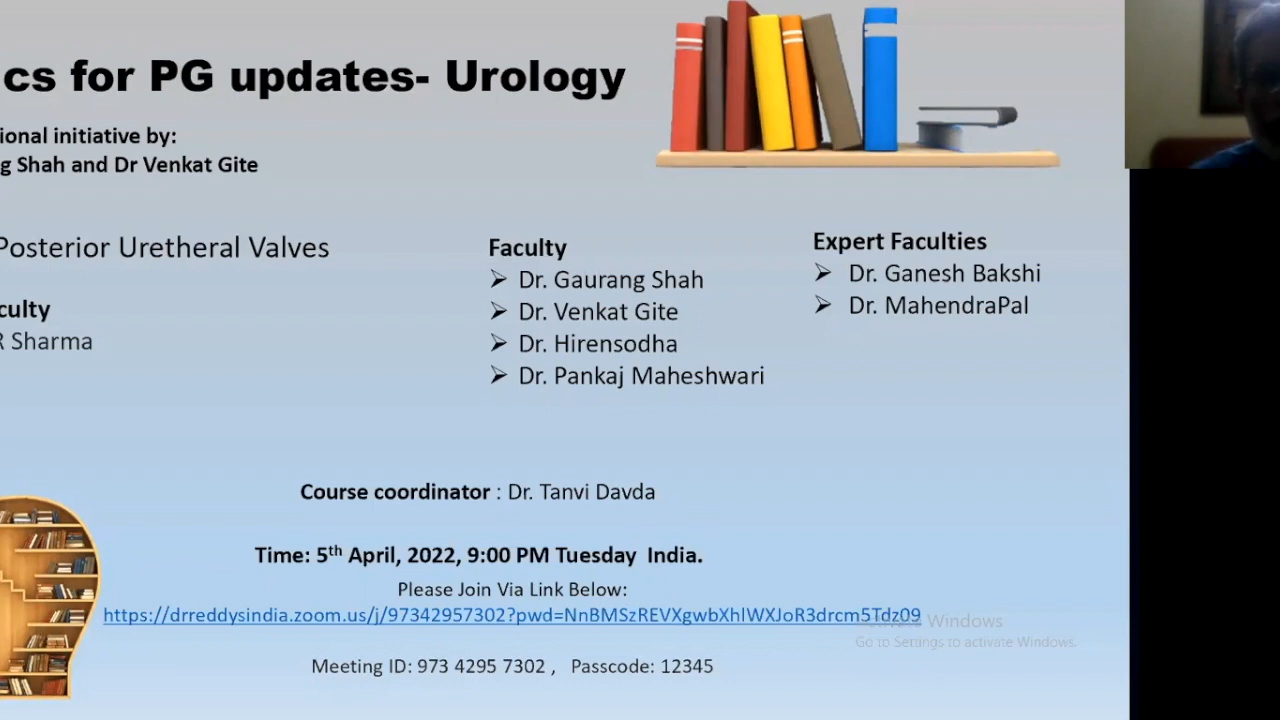 cs for PG updates- Urology
ional initiative by:
g Shah and Dr Venkat Gite
Posterior Uretheral Valves
culty
R Sharma
Faculty
➢ Dr. Gaurang Shah
➢ Dr. Venkat Gite
➢ Dr. Hirensodha
➢ Dr. Pankaj Maheshwari
Expert Faculties
➢ Dr. Ganesh Bakshi
➢ Dr. MahendraPal
Course coordinator : Dr. Tanvi Davda
Time: 5th April, 2022, 9:00 PM Tuesday India.
Please Join Via Link Below:
https://drreddysindia.zoom.us/j/97342957302?pwd=NnBMSzREVXgwbXhlWXJoR3drcm5Tdz09
Activate Windows
Go to Settings to activate Windows.
Meeting ID: 973 4295 7302 , Passcode: 12345